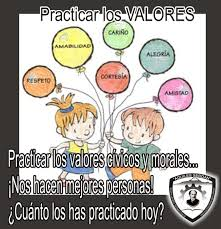 Practicar los VALORES
CARIÑO
AMABILIDAD
ALEGRÍA
RESPETO
CORTESÍA
AMISTAD
Practicar los valores cívicos y morales...
¡Nos hacen mejores personas!
¿Cuánto los has practicado hoy?